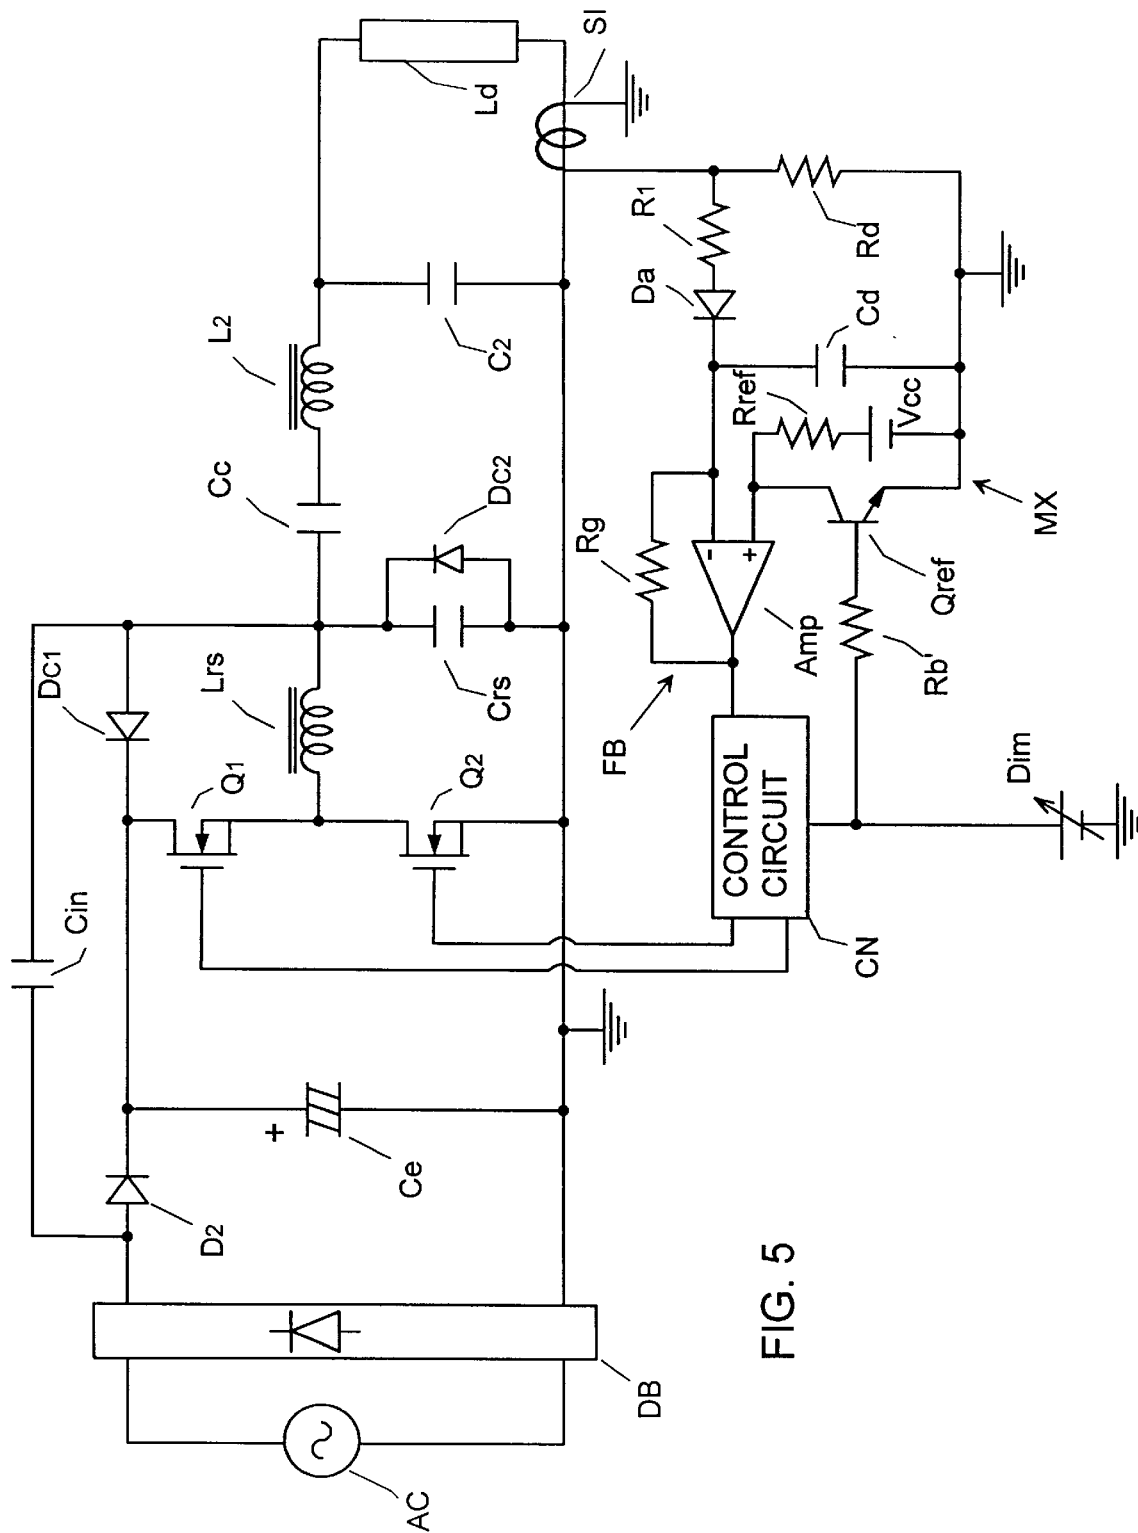 AC
DB
D2
Ce
+
Cin
DC1
Q1
Q2
Lrs
Crs
DC2
Cc
L2
C2
Ld
SI
R1
Da
Rd
Cd
Rref
Vcc
MX
Qref
Rb'
Rg
-
+
Amp
FB
CONTROL
CIRCUIT
CN
Dim
FIG. 5